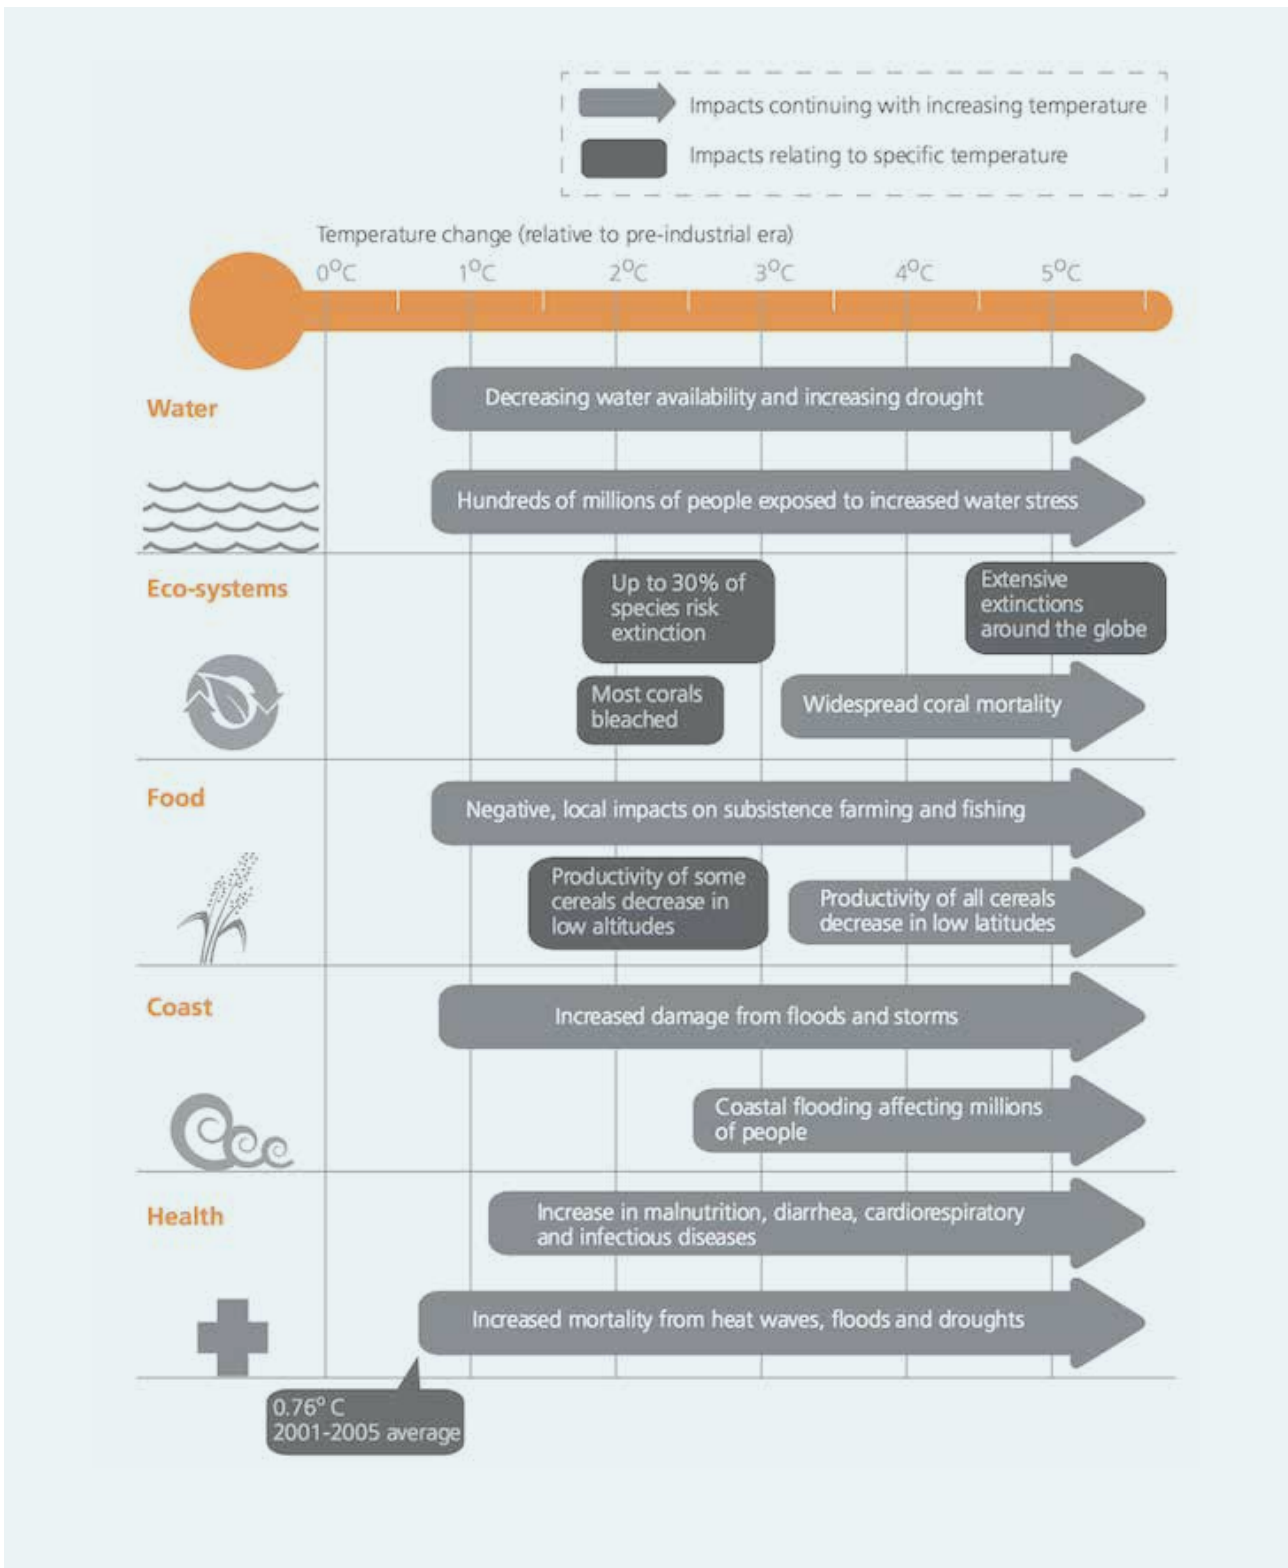 Impacts continuing with increasing temperature
Impacts relating to specific temperature
Temperature change (relative to pre-industrial era)
0°C 1°C 2°C 3°C 4°C 5°C
Water
Decreasing water availability and increasing drought
Hundreds of millions of people exposed to increased water stress
Eco-systems
Up to 30% of
species risk
extinction
Extensive
extinctions
around the globe
Most corals
bleached
Widespread coral mortality
Food
Negative, local impacts on subsistence farming and fishing
Productivity of some
cereals decrease in
low altitudes
Productivity of all cereals
decrease in low latitudes
Coast
Increased damage from floods and storms
Coastal flooding affecting millions
of people
Health
Increase in malnutrition, diarrhea, cardiorespiratory
and infectious diseases
Increased mortality from heat waves, floods and droughts
0.76° C
2001-2005 average